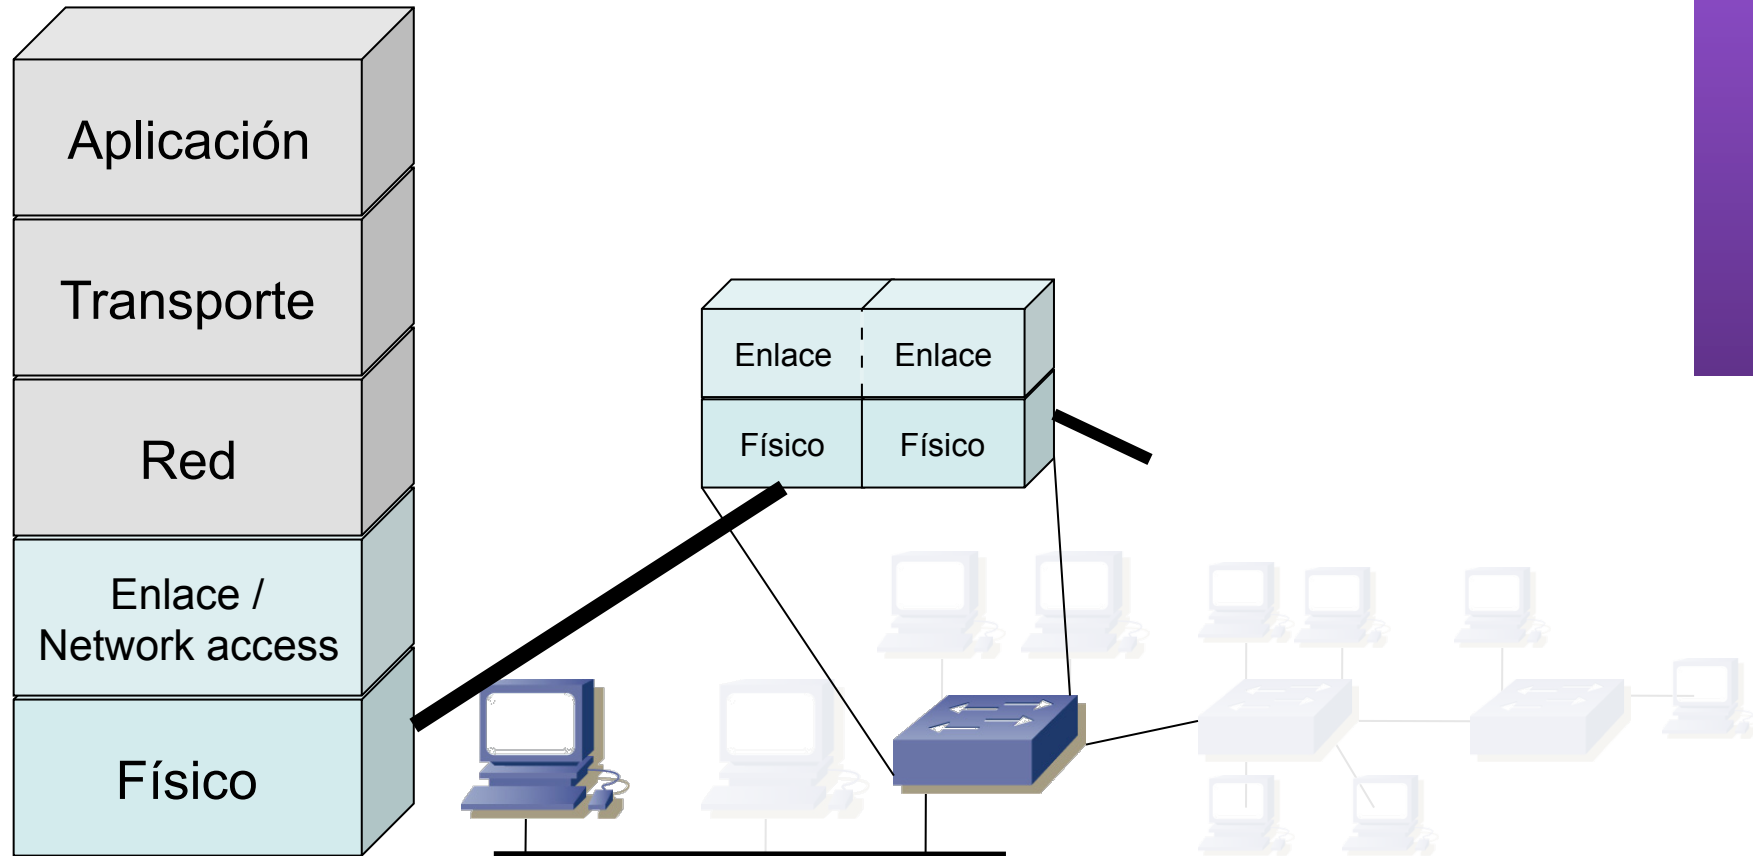 Aplicación
Transporte
Red
Enlace /
Network access
Físico
Enlace Enlace
Físico Físico